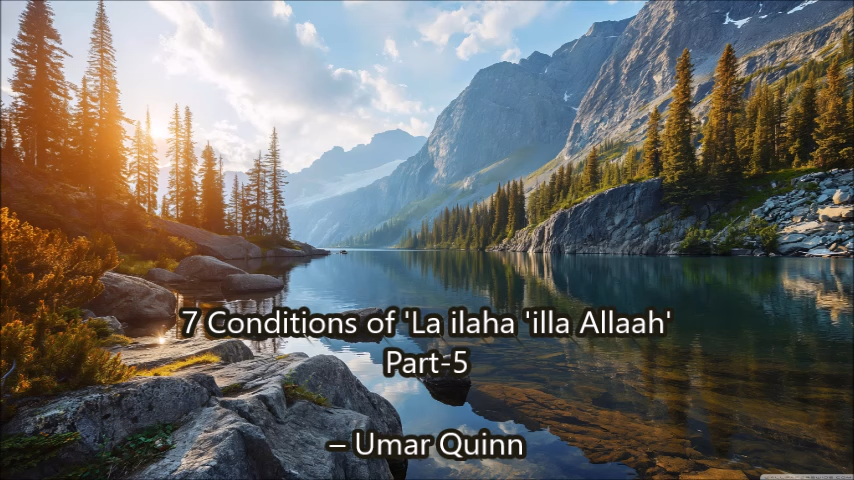 7 Conditions of 'La ilaha 'illa Allaah'
Part-5
– Umar Quinn